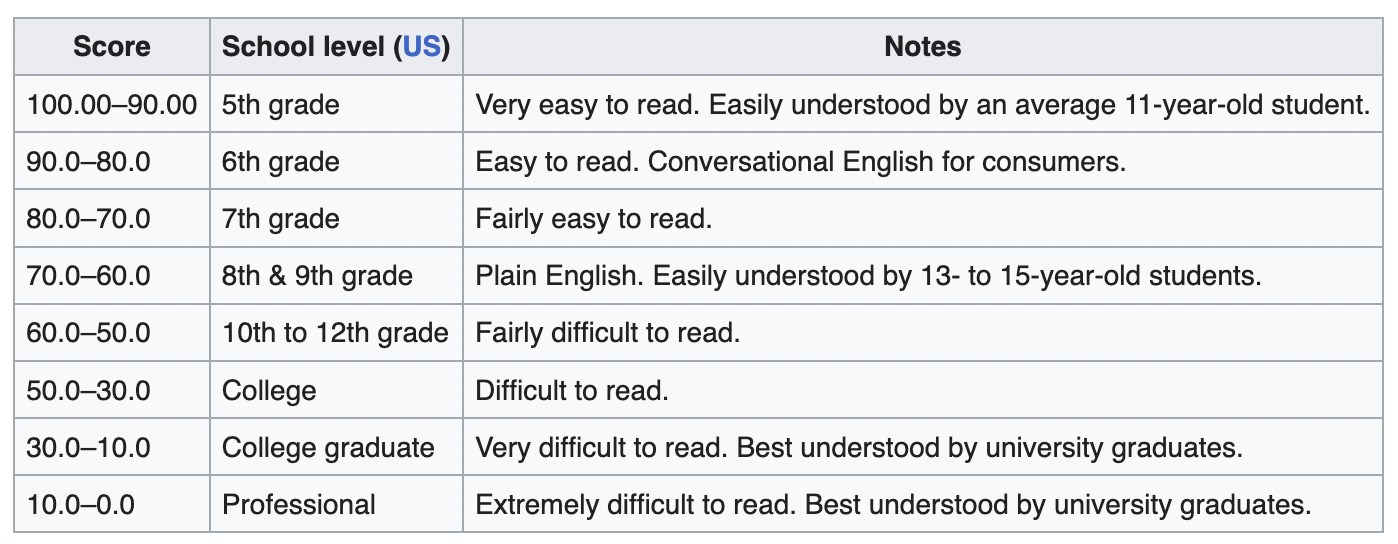 Score School level (US) Notes
100.00–90.00 5th grade Very easy to read. Easily understood by an average 11-year-old student.
90.0–80.0 6th grade Easy to read. Conversational English for consumers.
80.0–70.0 7th grade Fairly easy to read.
70.0–60.0 8th & 9th grade Plain English. Easily understood by 13- to 15-year-old students.
60.0–50.0 10th to 12th grade Fairly difficult to read.
50.0–30.0 College Difficult to read.
30.0–10.0 College graduate Very difficult to read. Best understood by university graduates.
10.0–0.0 Professional Extremely difficult to read. Best understood by university graduates.